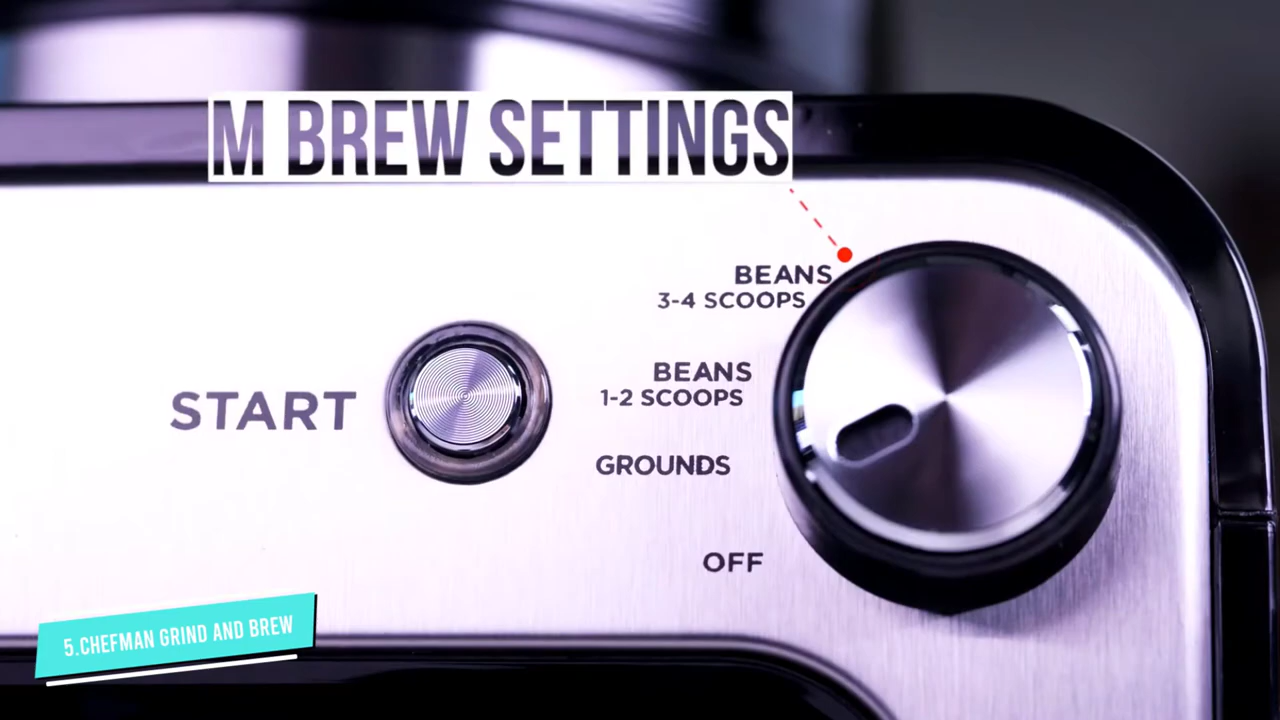 M BREW SETTINGS
BEANS
3-4 SCOOPS
BEANS
1-2 SCOOPS
START
GROUNDS
OFF
5.CHEFMAN GRIND AND BREW